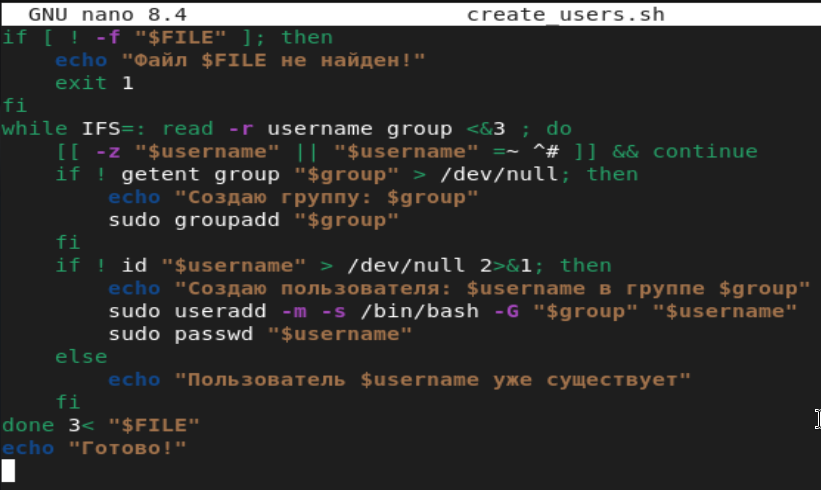 GNU nano 8.4 create_users.sh
if [ ! -f "$FILE" ]; then
    echo "Файл $FILE не найден!"
    exit 1
fi
while IFS=: read -r username group <&3 ; do
    [[ -z "$username" || "$username" =~ ^# ]] && continue
    if ! getent group "$group" > /dev/null; then
        echo "Создаю группу: $group"
        sudo groupadd "$group"
    fi
    if ! id "$username" > /dev/null 2>&1; then
        echo "Создаю пользователя: $username в группе $group"
        sudo useradd -m -s /bin/bash -G "$group" "$username"
        sudo passwd "$username"
    else
        echo "Пользователь $username уже существует"
    fi
done 3< "$FILE"
echo "Готово!"